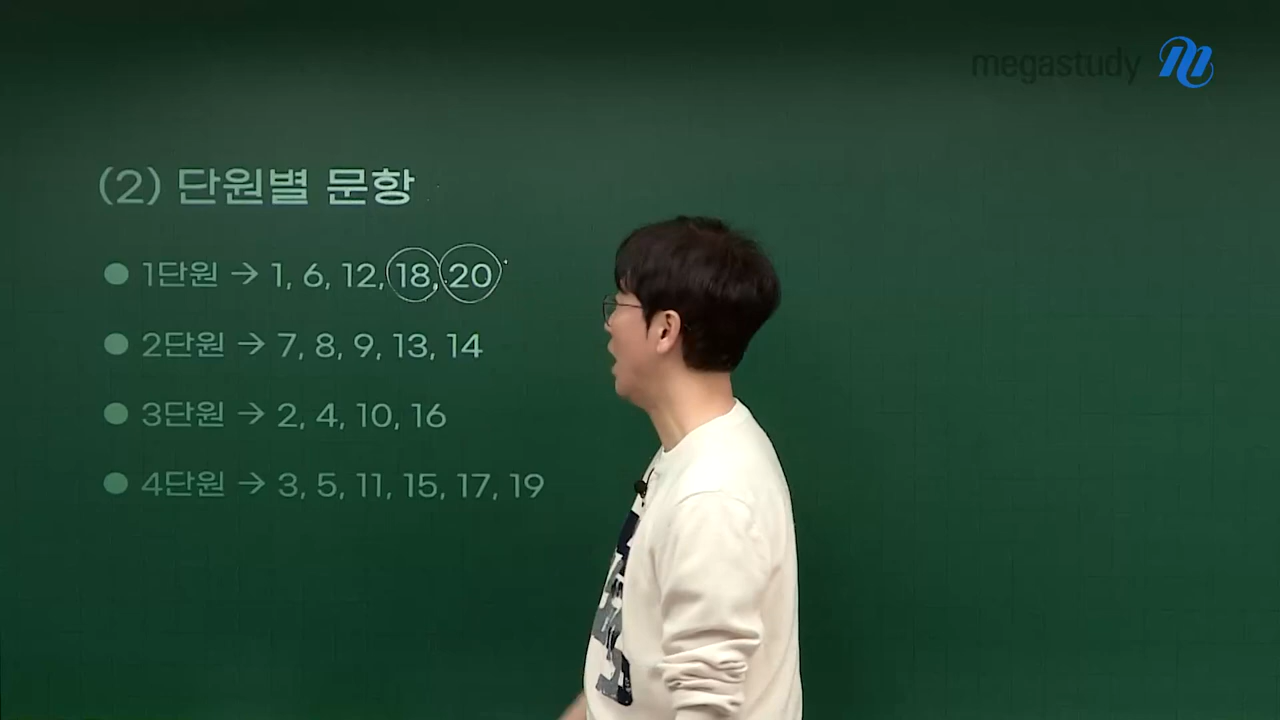 megastudy
(2) 단원별 문항
● 1단원 → 1, 6, 12, 18, 20
● 2단원 → 7, 8, 9, 13, 14
● 3단원 → 2, 4, 10, 16
● 4단원 → 3, 5, 11, 15, 17, 19